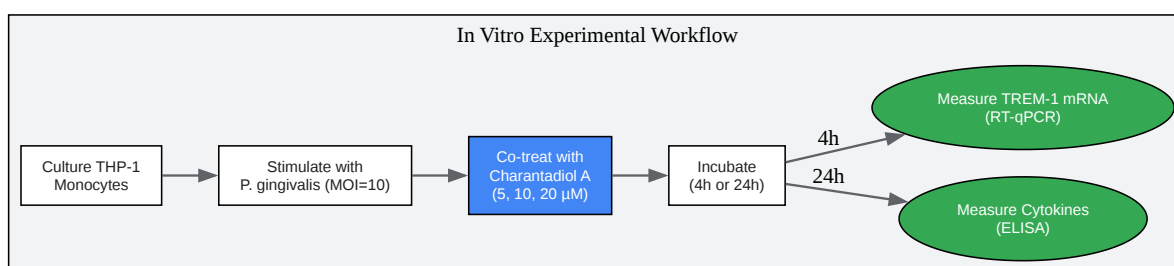 In Vitro Experimental Workflow
Culture THP-1
Monocytes
Stimulate with
P. gingivalis (MOI=10)
Co-treat with
Charantadiol A
(5, 10, 20 µM)
Incubate
(4h or 24h)
4h
24h
Measure TREM-1 mRNA
(RT-qPCR)
Measure Cytokines
(ELISA)